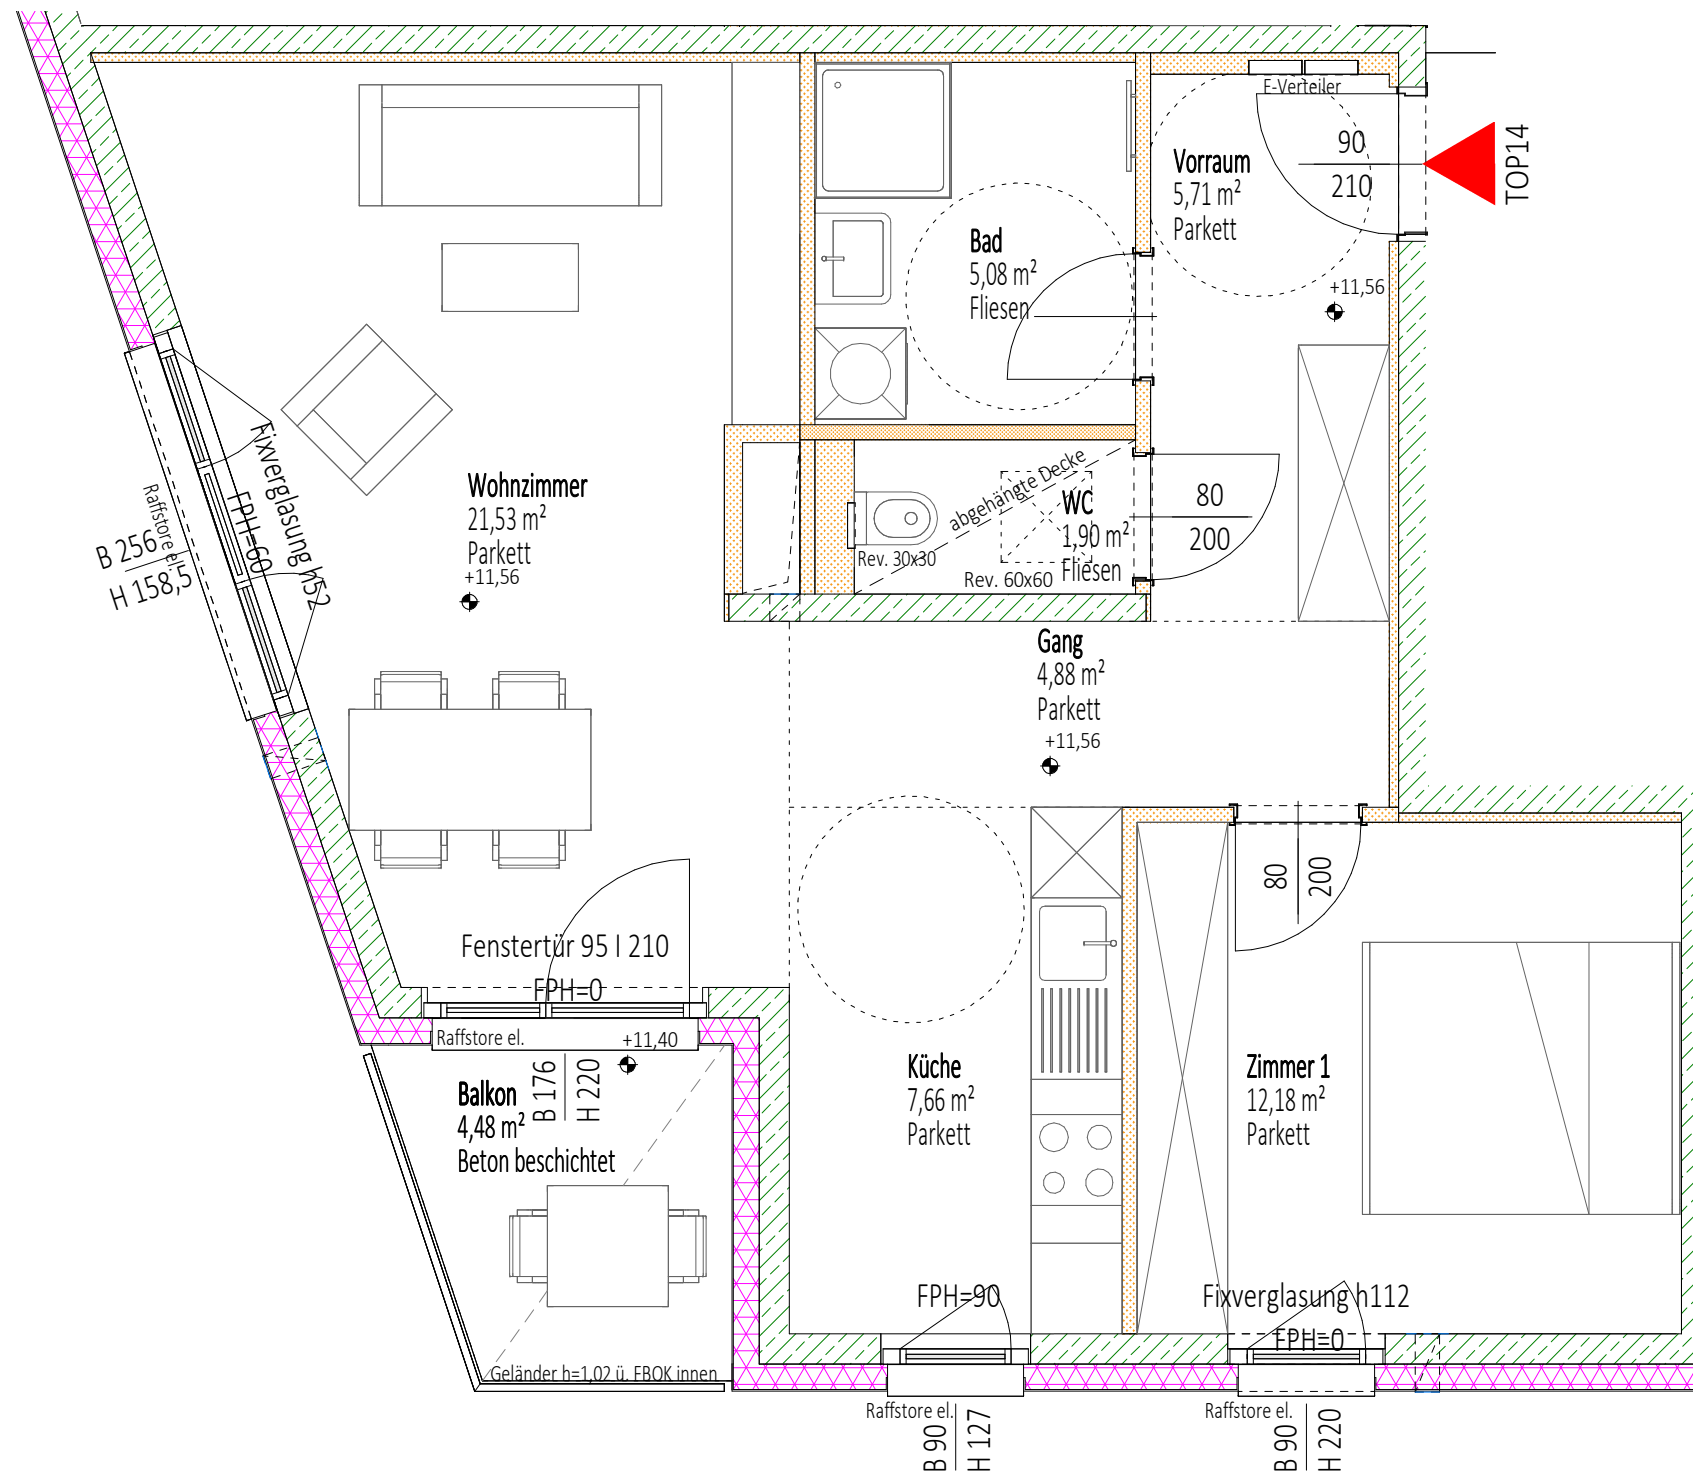 E-Verteiler
90
210
TOP14
Vorraum
5,71 m²
Parkett
+11,56
Bad
5,08 m²
Fliesen
Fixverglasung h52
FPH=60
Raffstore el.
B 256
H 158,5
Wohnzimmer
21,53 m²
Parkett
+11,56
abgehängte Decke
WC
1,90 m²
Fliesen
Rev. 30x30
Rev. 60x60
80
200
Gang
4,88 m²
Parkett
+11,56
80
200
Fenstertür 95 I 210
FPH=0
Raffstore el.
+11,40
B 176
H 220
Balkon
4,48 m²
Beton beschichtet
Geländer h=1,02 ü. FBOK innen
Küche
7,66 m²
Parkett
FPH=90
Raffstore el.
B 90
H 127
Zimmer 1
12,18 m²
Parkett
Fixverglasung h112
FPH=0
Raffstore el.
B 90
H 220